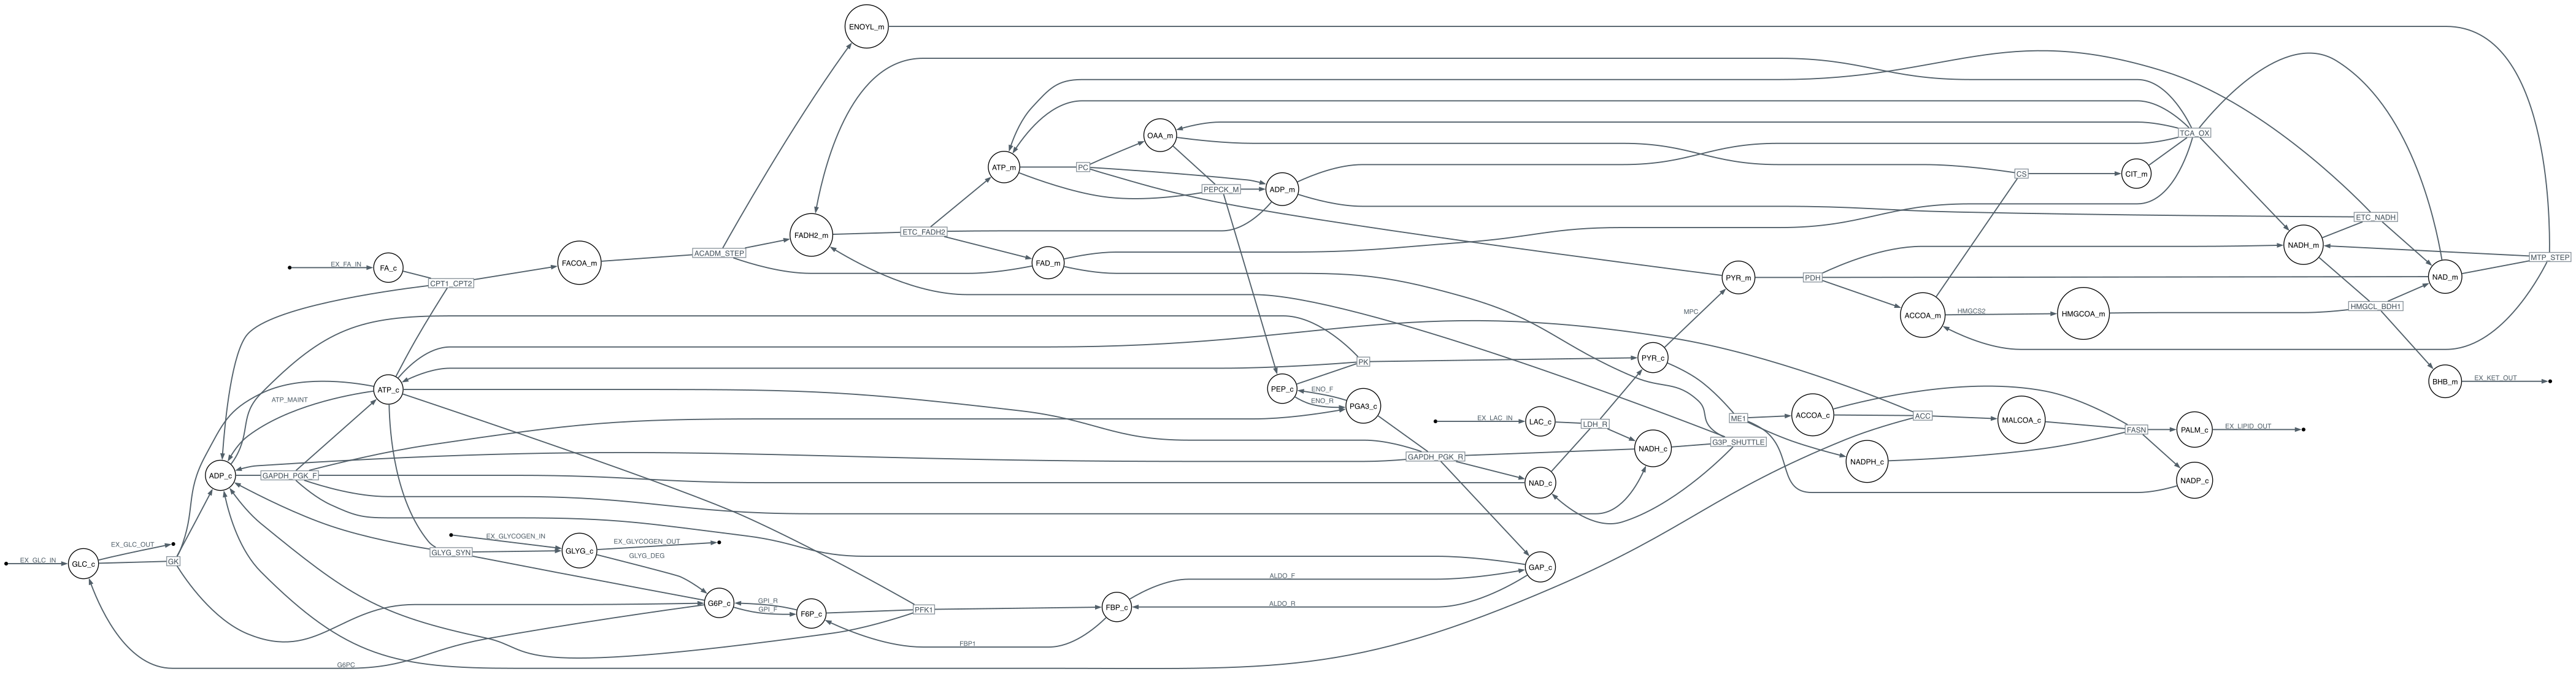 ENOYL_m
OAA_m
TCA_OX
ATP_m
PC
CS
CIT_m
PEPCK_M
ADP_m
ETC_NADH
FADH2_m
ETC_FADH2
NADH_m
ACADM_STEP
MTP_STEP
EX_FA_IN
FA_c
FACOA_m
FAD_m
PYR_m
PDH
NAD_m
CPT1_CPT2
HMGCL_BDH1
MPC
ACCOA_m
HMGCS2
HMGCOA_m
PK
PYR_c
EX_KET_OUT
BHB_m
ATP_c
ATP_MAINT
PEP_c
ENO_F
ENO_R
PGA3_c
ACCOA_c
ACC
MALCOA_c
EX_LAC_IN
LAC_c
LDH_R
ME1
EX_LIPID_OUT
FASN
PALM_c
G3P_SHUTTLE
NADH_c
GAPDH_PGK_R
NADPH_c
ADP_c
GAPDH_PGK_F
NAD_c
NADP_c
EX_GLYCOGEN_IN
EX_GLYCOGEN_OUT
EX_GLC_OUT
GLYG_SYN
GLYG_c
GLYG_DEG
EX_GLC_IN
GLC_c
GK
GAP_c
ALDO_F
G6P_c
GPI_R
GPI_F
F6P_c
PFK1
FBP_c
ALDO_R
FBP1
G6PC